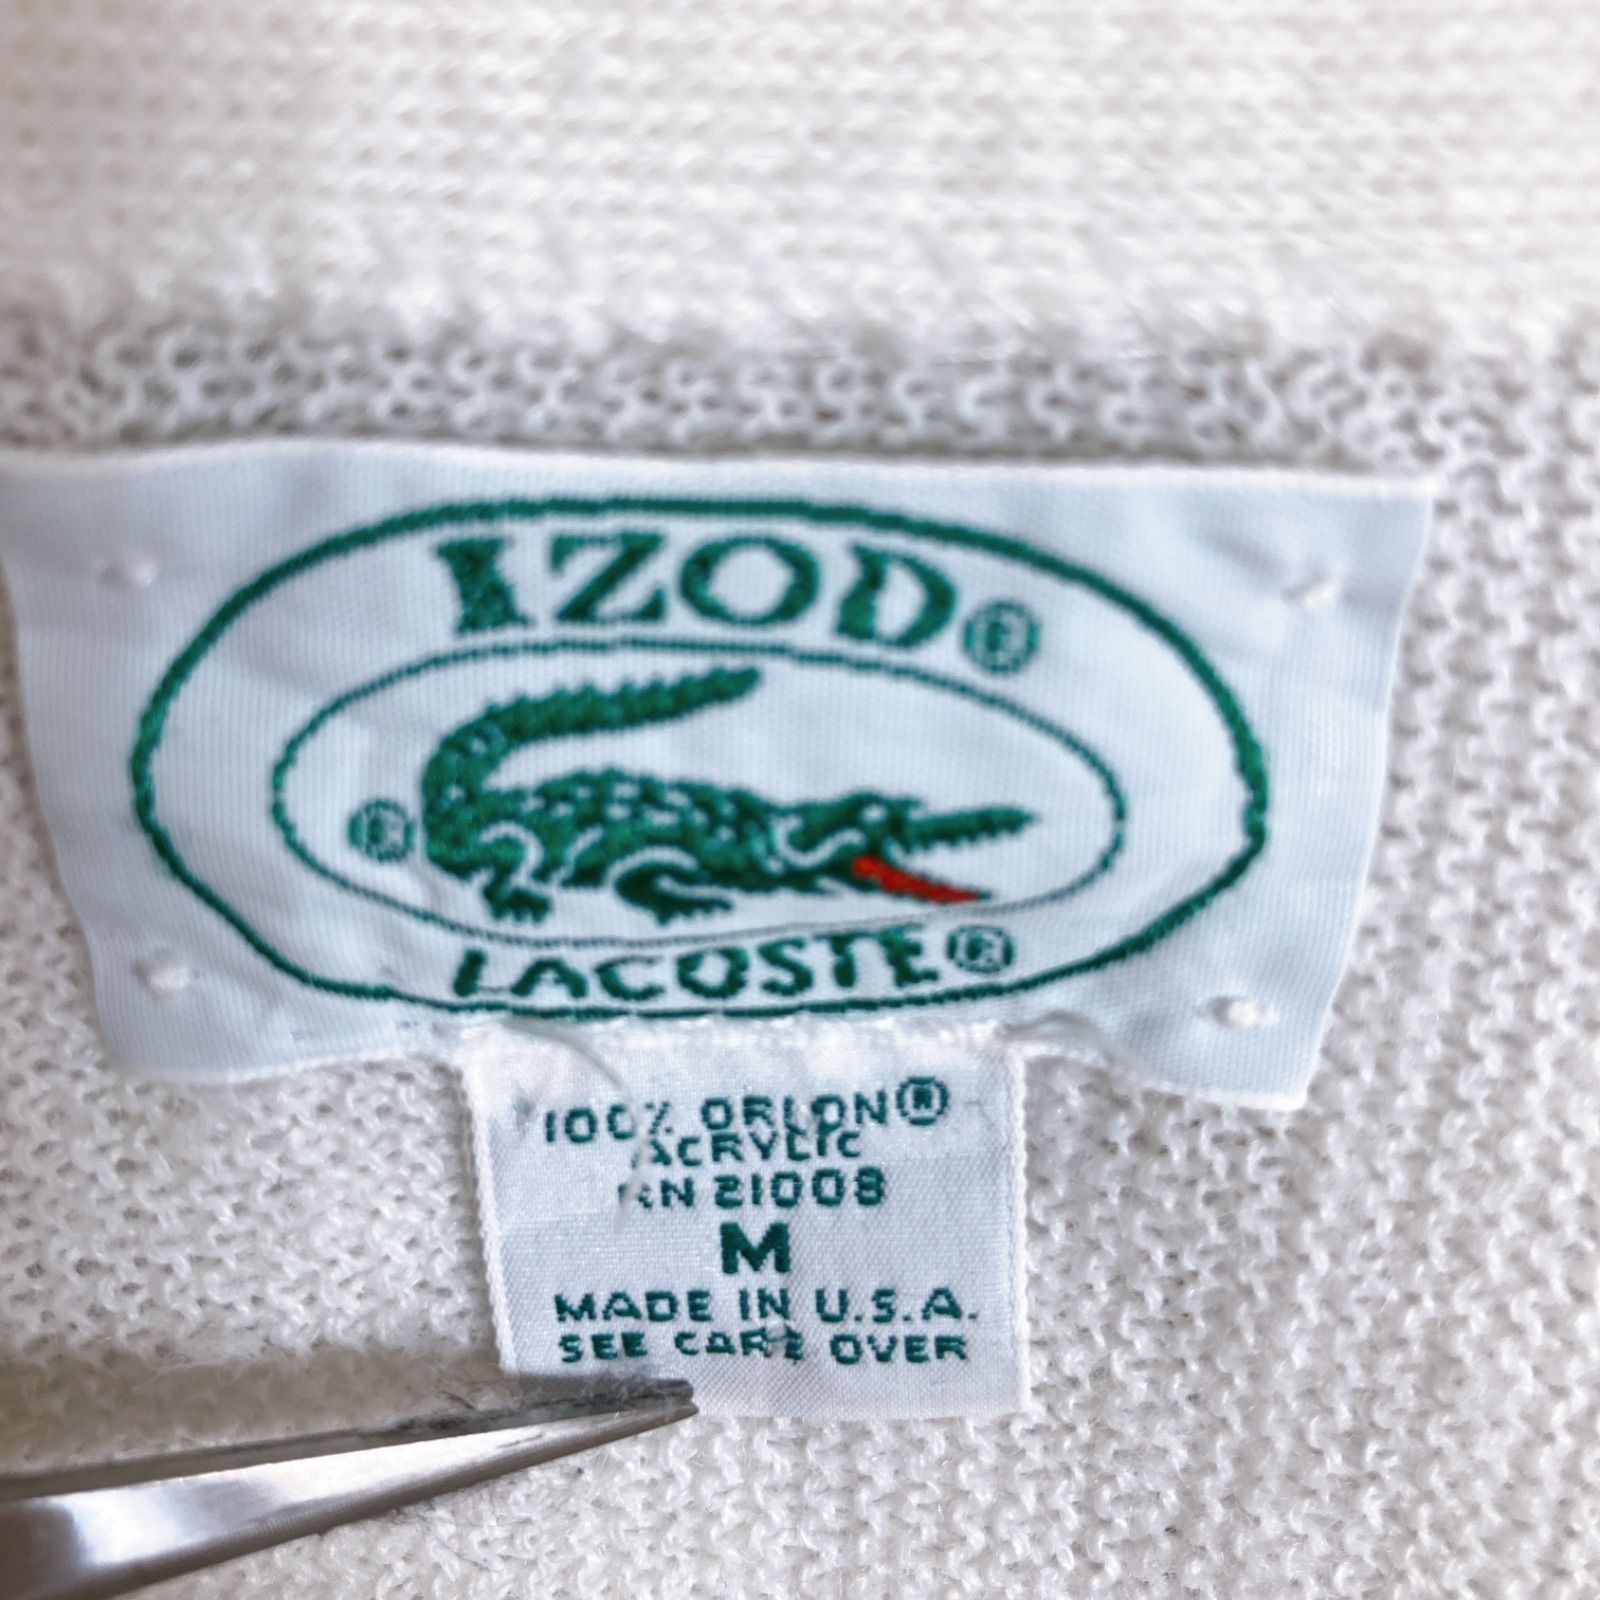 IZOD®
®
LACOSTE®
100% ORLON®
ACRYLIC
RN 21008
M
MADE IN U.S.A.
SEE CARE OVER